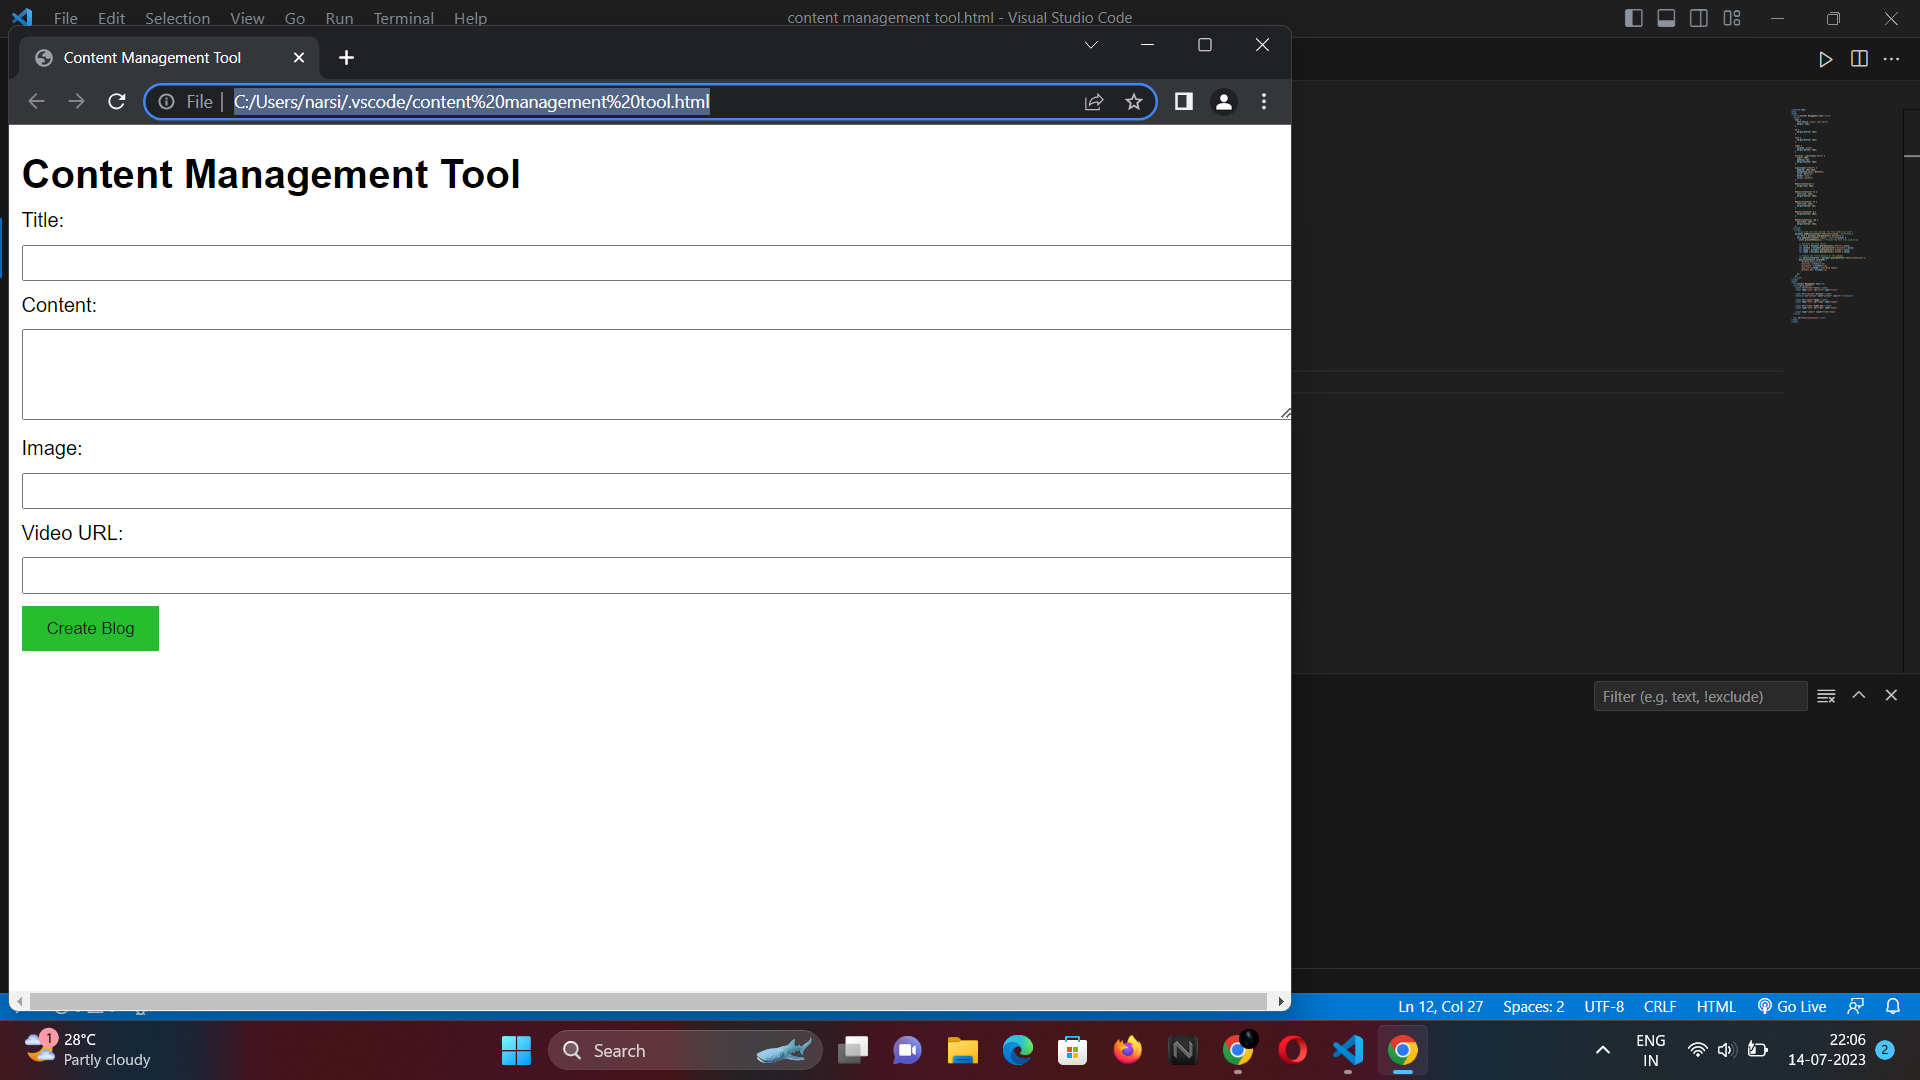 File Edit Selection View Go Run Terminal Help
content management tool.html - Visual Studio Code
Content Management Tool
File
C:/Users/narsi/.vscode/content%20management%20tool.html
Content Management Tool
Title:
Content:
Image:
Video URL:
Create Blog
Filter (e.g. text, !exclude)
Ln 12, Col 27 Spaces: 2 UTF-8 CRLF HTML Go Live
1
28°C
Partly cloudy
Search
ENG
IN
22:06
14-07-2023
2